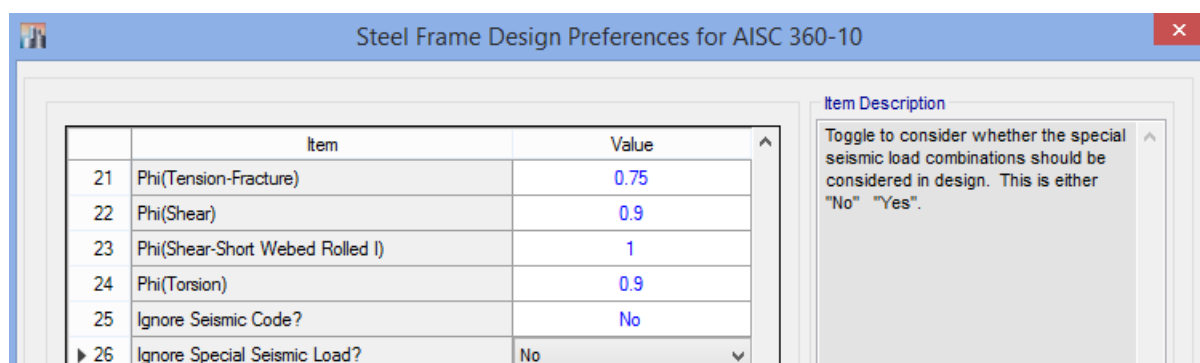 Steel Frame Design Preferences for AISC 360-10
Item Value
21 Phi(Tension-Fracture) 0.75
22 Phi(Shear) 0.9
23 Phi(Shear-Short Webed Rolled I) 1
24 Phi(Torsion) 0.9
25 Ignore Seismic Code? No
26 Ignore Special Seismic Load? No
Item Description
Toggle to consider whether the special
seismic load combinations should be
considered in design. This is either
"No" "Yes".